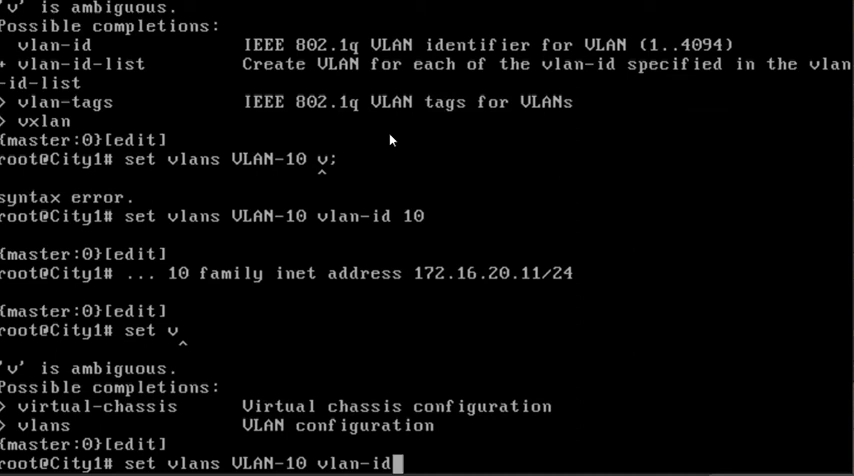 'v' is ambiguous.
Possible completions:
  vlan-id              IEEE 802.1q VLAN identifier for VLAN (1..4094)
+ vlan-id-list         Create VLAN for each of the vlan-id specified in the vlan
-id-list
> vlan-tags            IEEE 802.1q VLAN tags for VLANs
> vxlan
{master:0}[edit]
root@City1# set vlans VLAN-10 v;
^
syntax error.
root@City1# set vlans VLAN-10 vlan-id 10
{master:0}[edit]
root@City1# ... 10 family inet address 172.16.20.11/24
{master:0}[edit]
root@City1# set v
^
'v' is ambiguous.
Possible completions:
> virtual-chassis      Virtual chassis configuration
> vlans                VLAN configuration
{master:0}[edit]
root@City1# set vlans VLAN-10 vlan-id